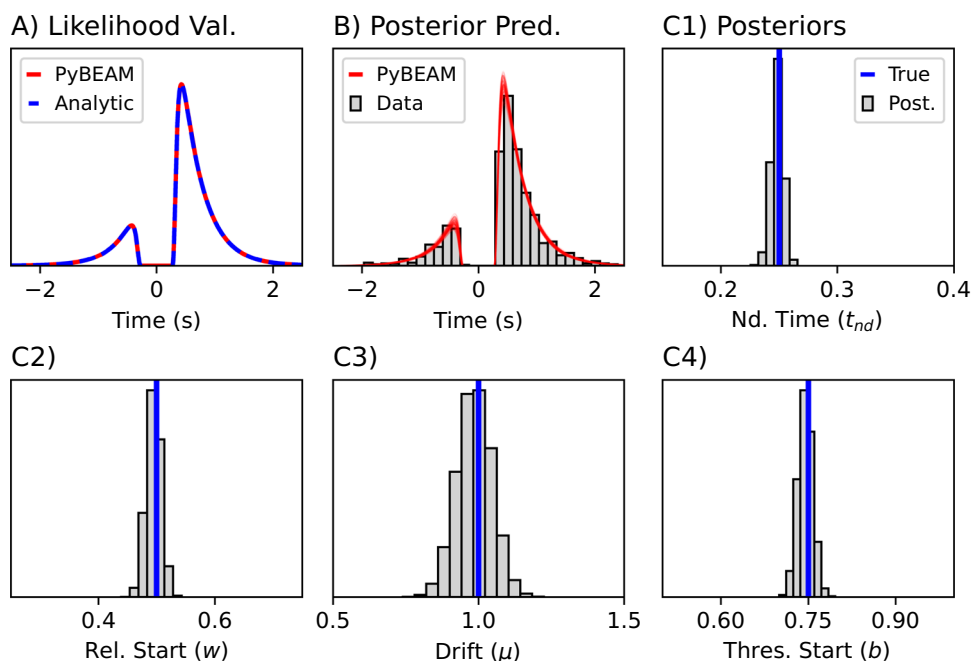 A) Likelihood Val.
PyBEAM
Analytic
−2 0 2
Time (s)
B) Posterior Pred.
PyBEAM
Data
−2 0 2
Time (s)
C1) Posteriors
True
Post.
0.2 0.3 0.4
Nd. Time (tnd)
C2)
0.4 0.6
Rel. Start (w)
C3)
0.5 1.0 1.5
Drift (μ)
C4)
0.60 0.75 0.90
Thres. Start (b)